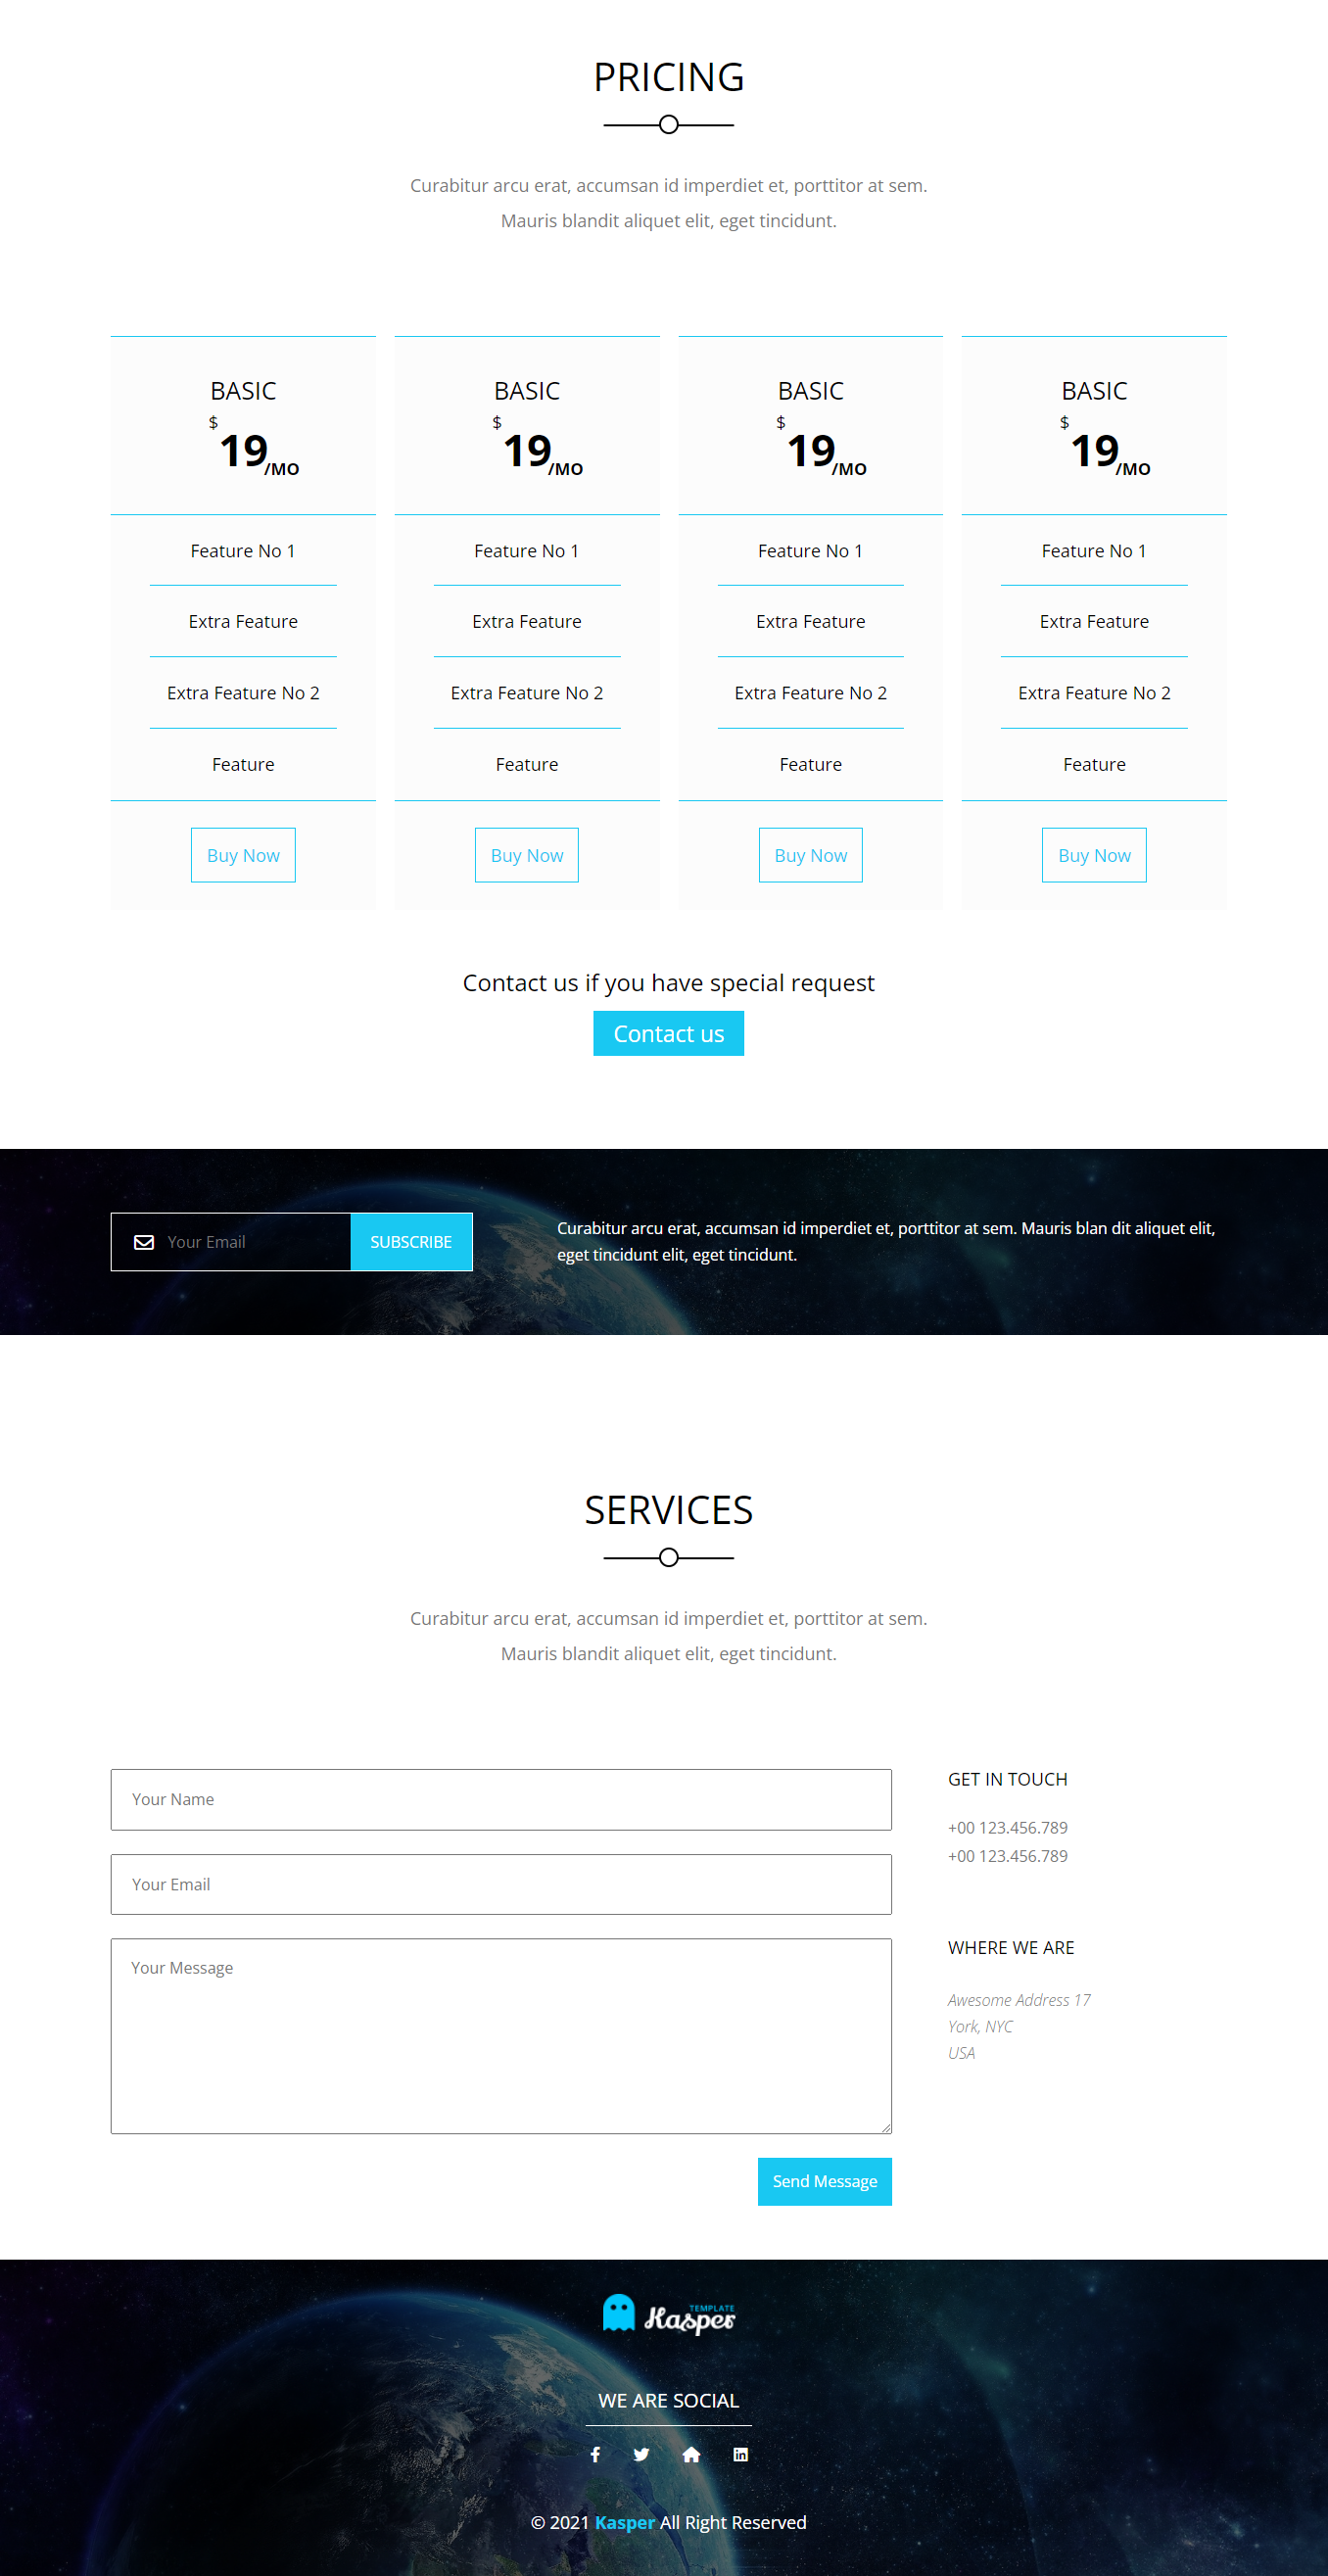 PRICING
Curabitur arcu erat, accumsan id imperdiet et, porttitor at sem.
Mauris blandit aliquet elit, eget tincidunt.
BASIC
$
19/MO
Feature No 1
Extra Feature
Extra Feature No 2
Feature
Buy Now
BASIC
$
19/MO
Feature No 1
Extra Feature
Extra Feature No 2
Feature
Buy Now
BASIC
$
19/MO
Feature No 1
Extra Feature
Extra Feature No 2
Feature
Buy Now
BASIC
$
19/MO
Feature No 1
Extra Feature
Extra Feature No 2
Feature
Buy Now
Contact us if you have special request
Contact us
Your Email
SUBSCRIBE
Curabitur arcu erat, accumsan id imperdiet et, porttitor at sem. Mauris blan dit aliquet elit,
eget tincidunt elit, eget tincidunt.
SERVICES
Curabitur arcu erat, accumsan id imperdiet et, porttitor at sem.
Mauris blandit aliquet elit, eget tincidunt.
Your Name
Your Email
Your Message
Send Message
GET IN TOUCH
+00 123.456.789
+00 123.456.789
WHERE WE ARE
Awesome Address 17
York, NYC
USA
TEMPLATE
Kasper
WE ARE SOCIAL
© 2021 Kasper All Right Reserved